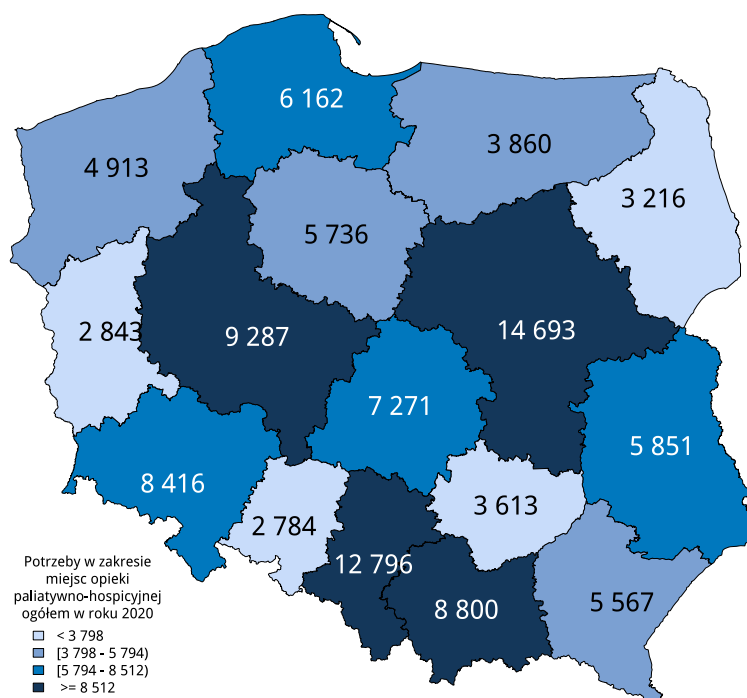 6 162
3 860
4 913
3 216
5 736
2 843
9 287
14 693
7 271
5 851
8 416
3 613
2 784
12 796
8 800
5 567
Potrzeby w zakresie
miejsc opieki
paliatywno-hospicyjnej
ogółem w roku 2020
< 3 798
[3 798 - 5 794)
[5 794 - 8 512)
>= 8 512